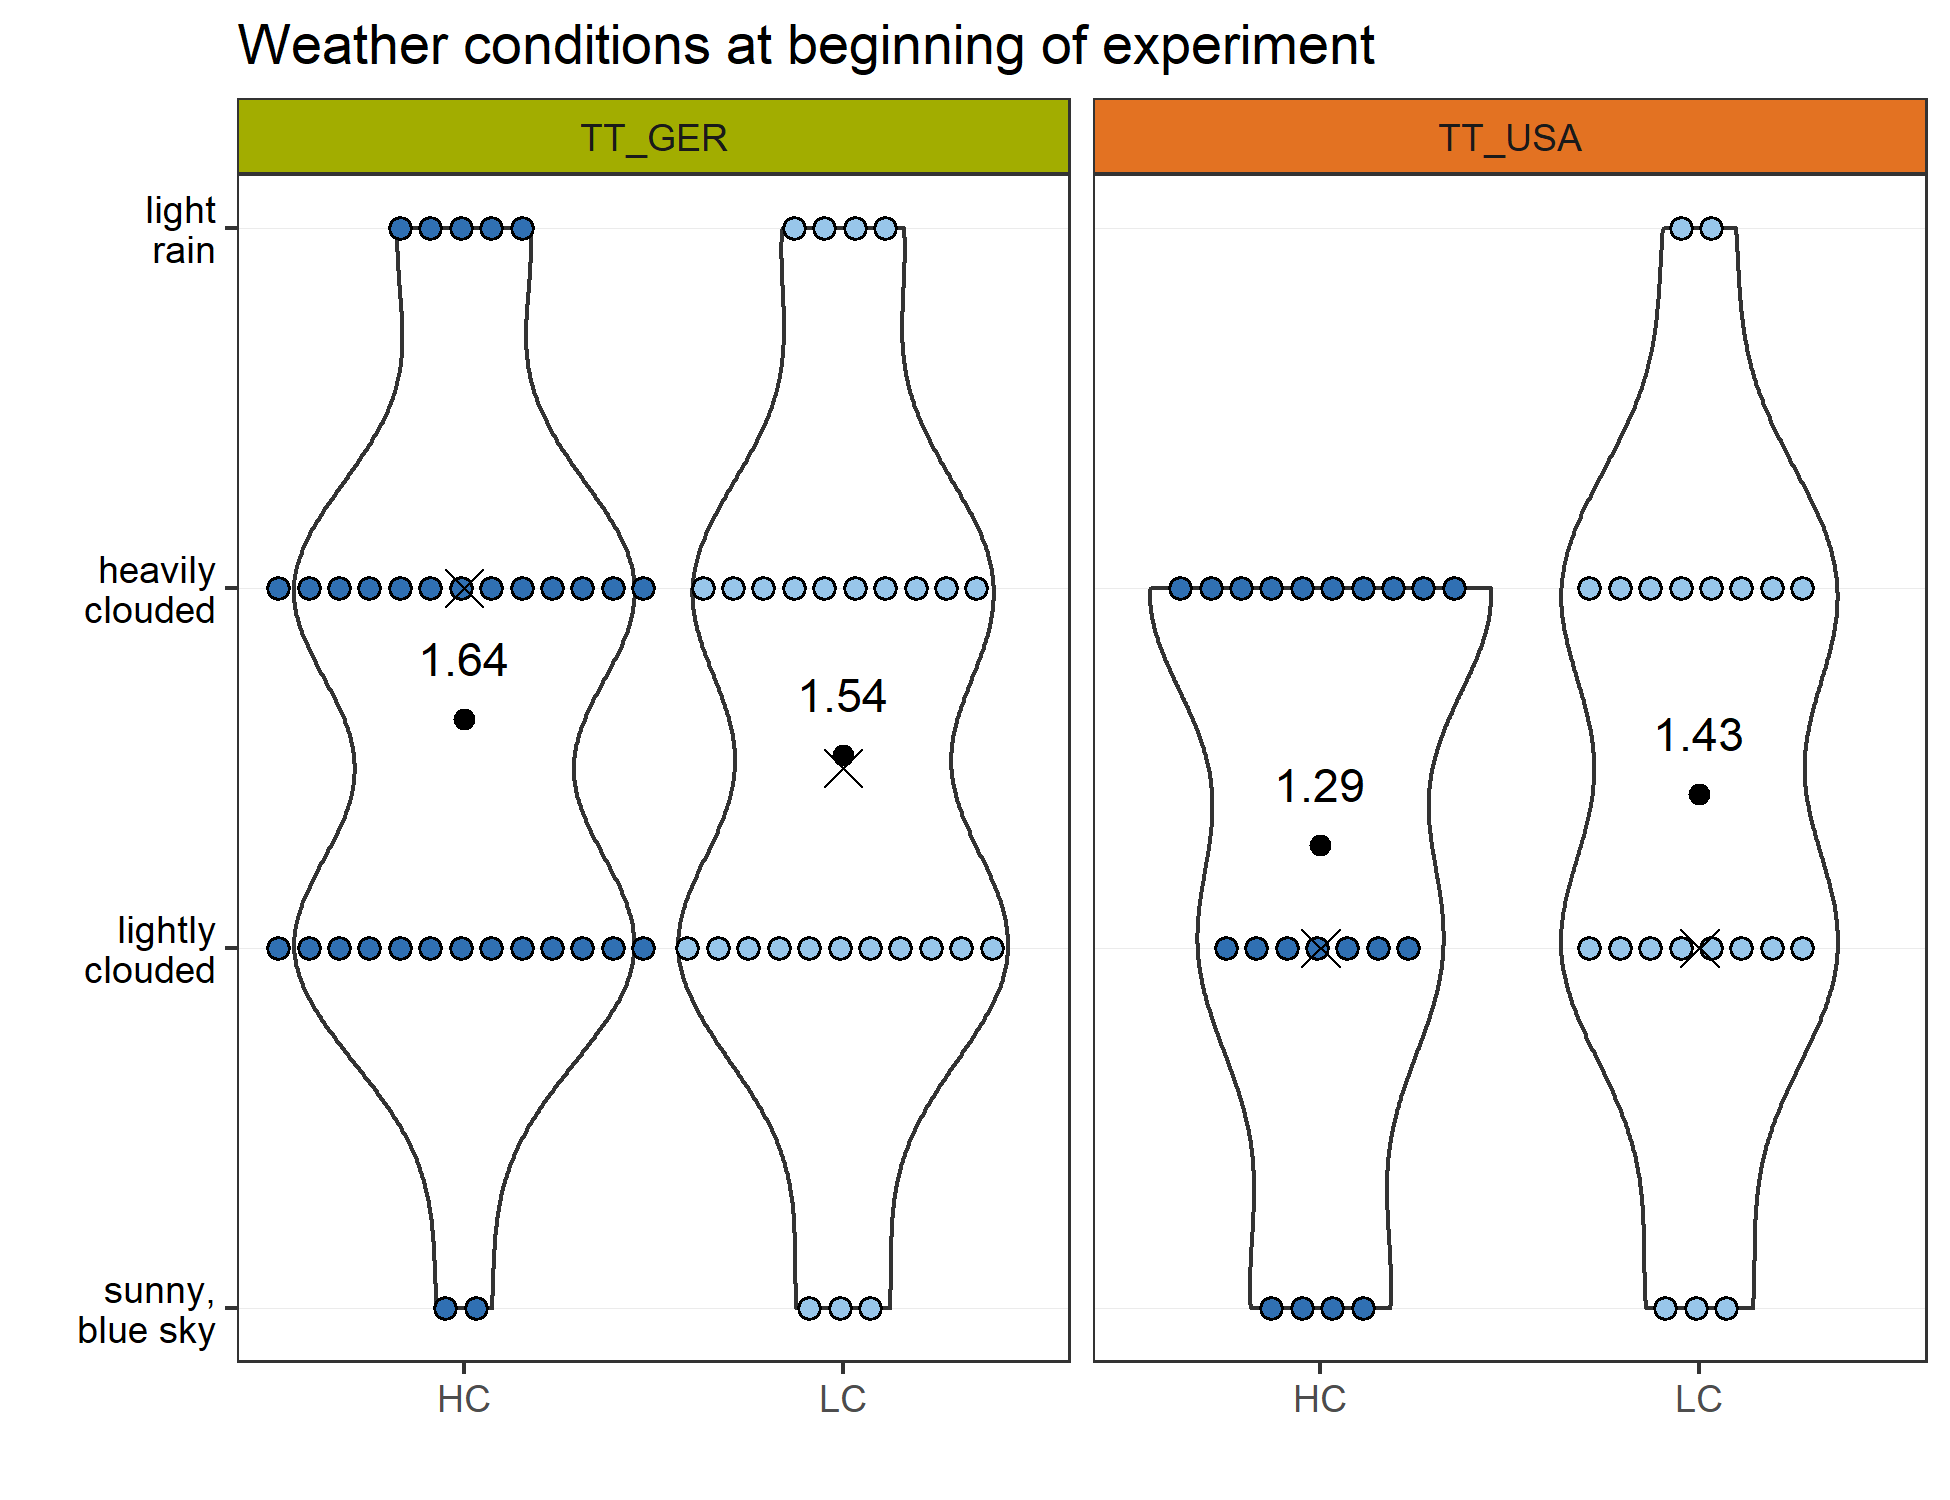 Weather conditions at beginning of experiment
TT_GER
TT_USA
light
rain
heavily
clouded
1.64
1.54
1.43
1.29
lightly
clouded
sunny,
blue sky
HC
LC
HC
LC